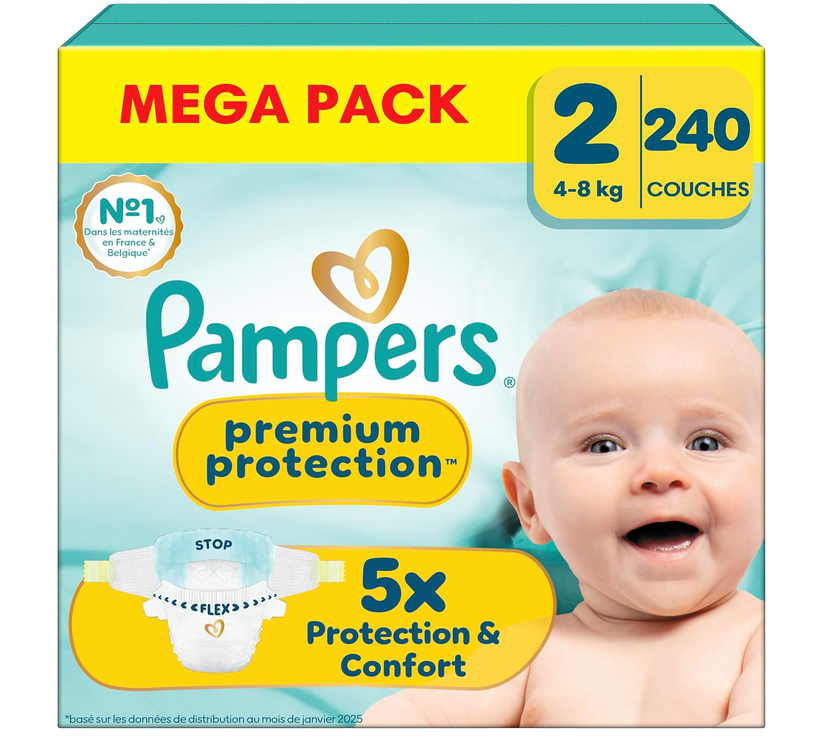 MEGA PACK
2
4-8 kg
240
COUCHES
Nº1
Dans les maternités
en France &
Belgique*
Pampers®
premium
protection™
STOP
FLEX
5x
Protection &
Confort
*basé sur les données de distribution au mois de janvier 2025